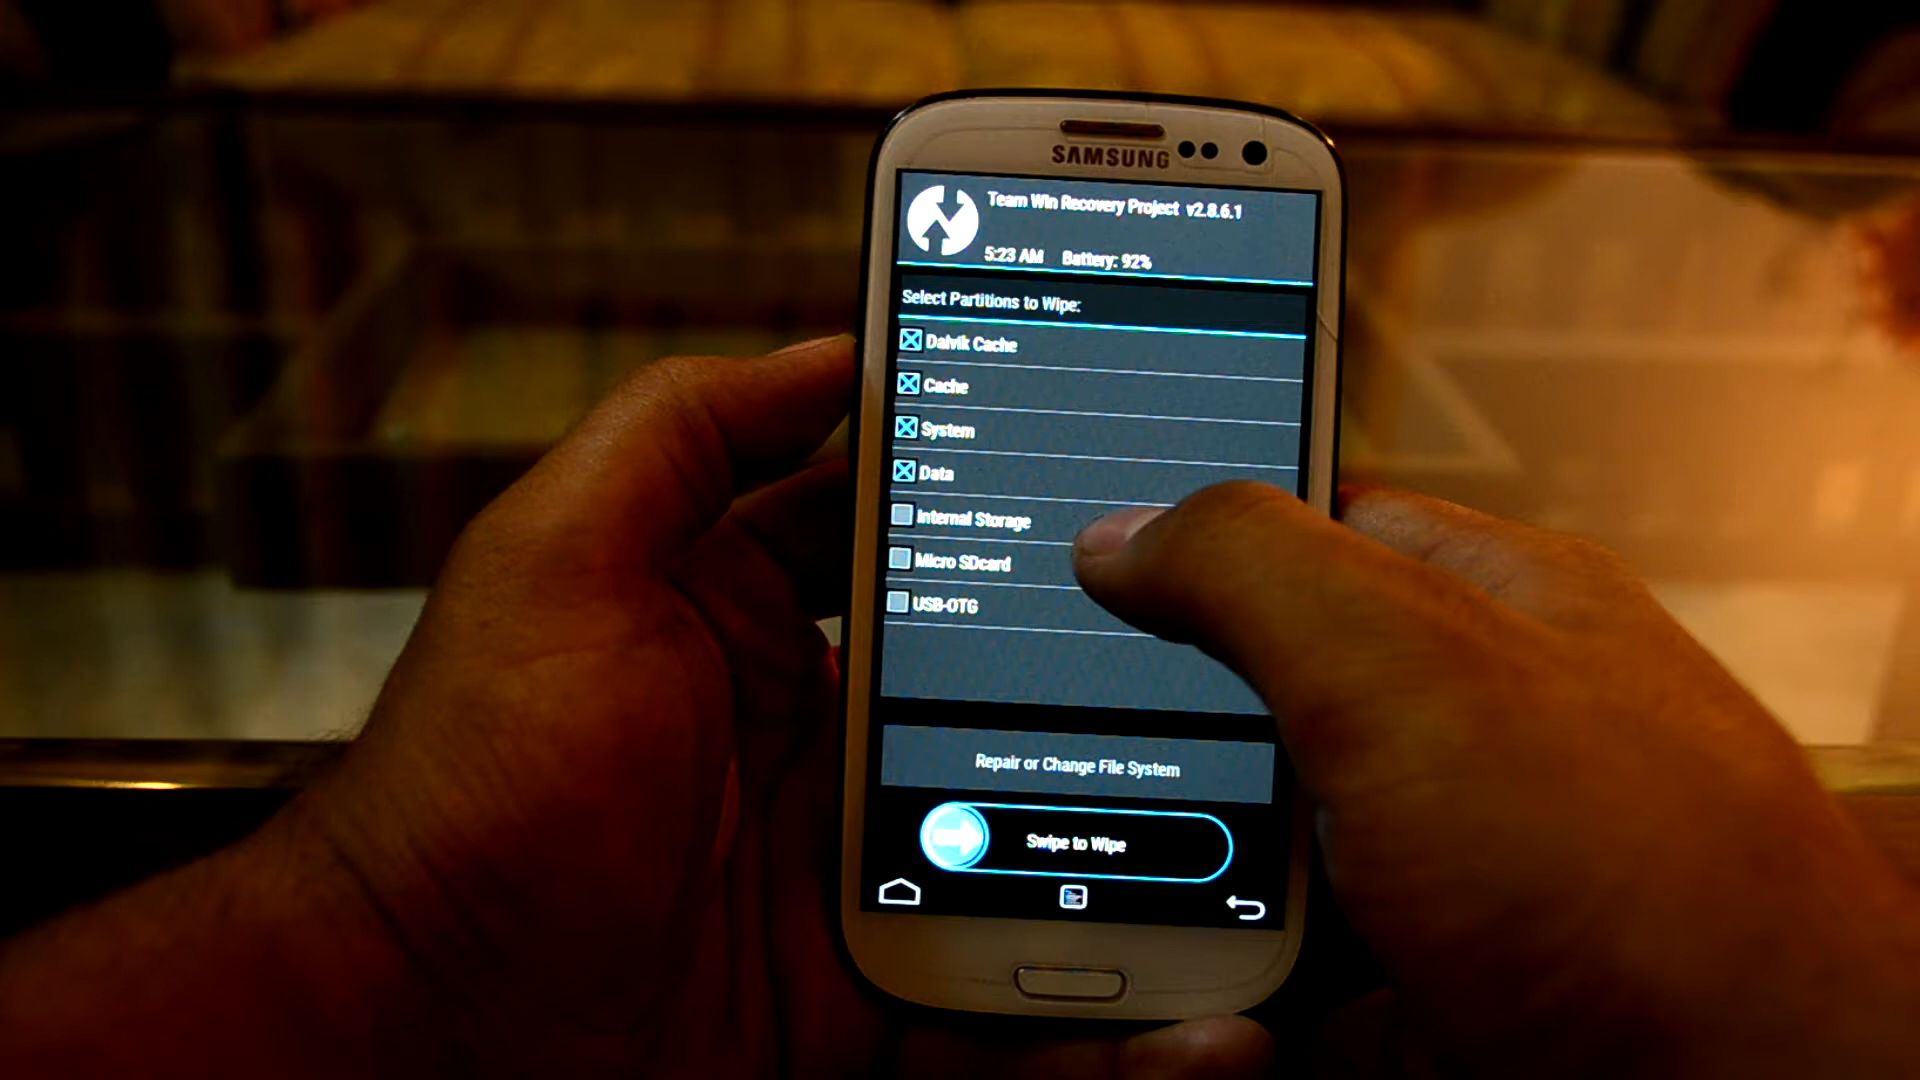 SAMSUNG
Team Win Recovery Project v2.8.6.1
5:23 AM Battery: 92%
Select Partitions to Wipe:
Dalvik Cache
Cache
System
Data
Internal Storage
Micro SDcard
USB-OTG
Repair or Change File System
Swipe to Wipe